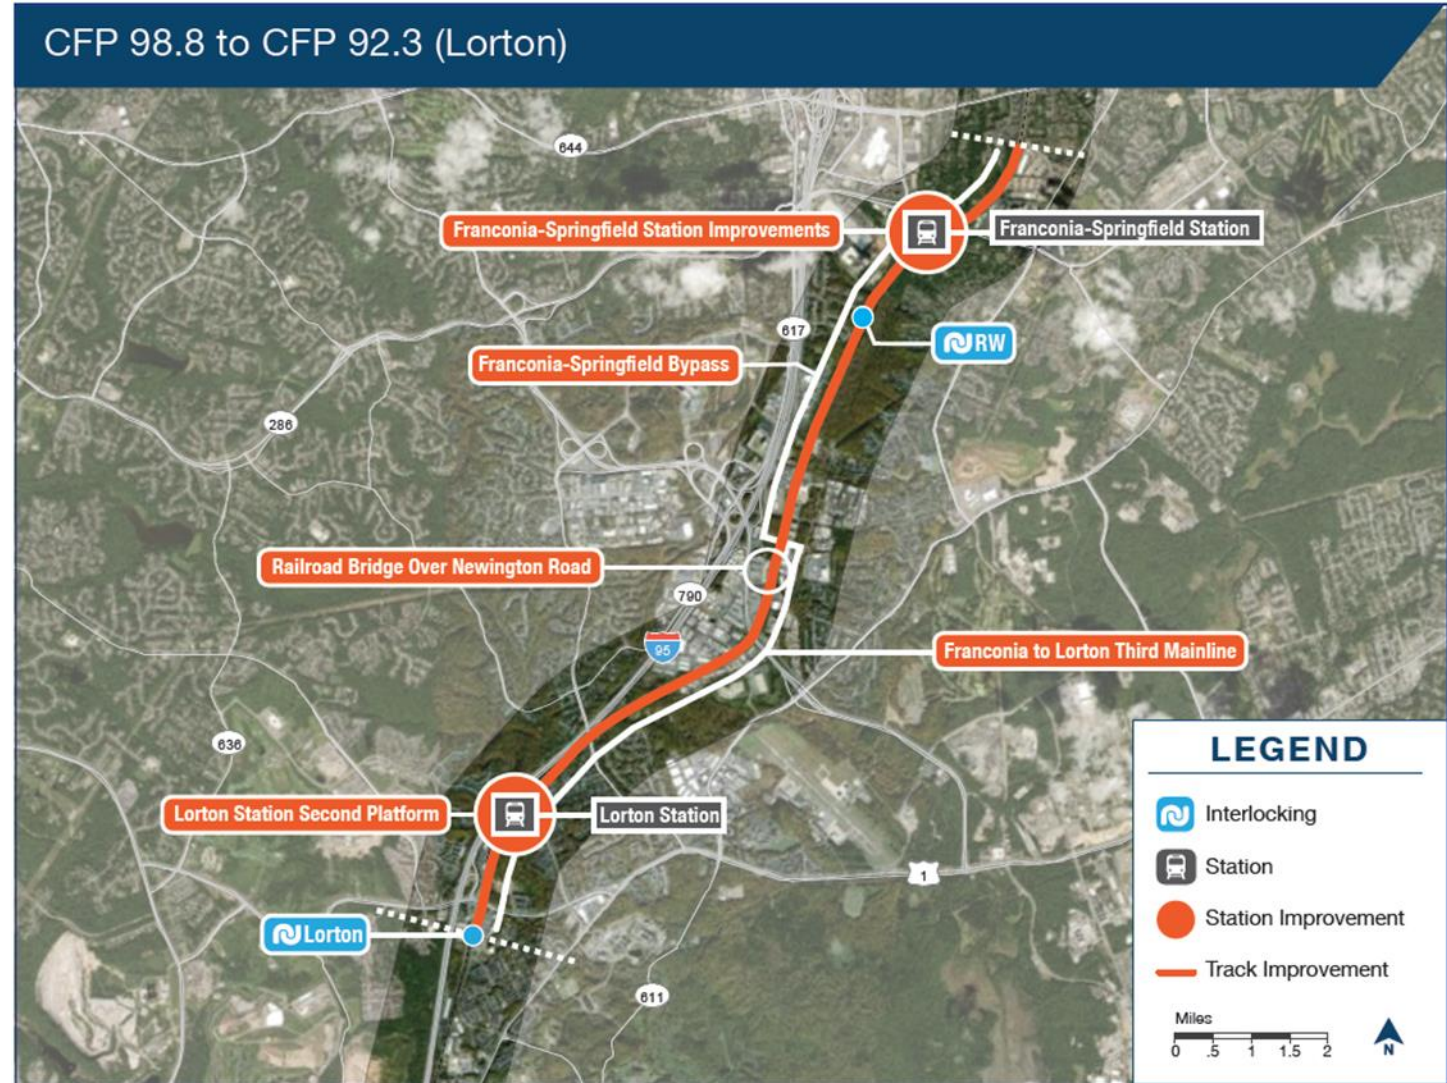 CFP 98.8 to CFP 92.3 (Lorton)
644
Franconia-Springfield Station Improvements
Franconia-Springfield Station
617
RW
Franconia-Springfield Bypass
286
Railroad Bridge Over Newington Road
790
95
Franconia to Lorton Third Mainline
636
Lorton Station Second Platform
Lorton Station
1
Lorton
611
LEGEND
Interlocking
Station
Station Improvement
Track Improvement
Miles
0 .5 1 1.5 2
N